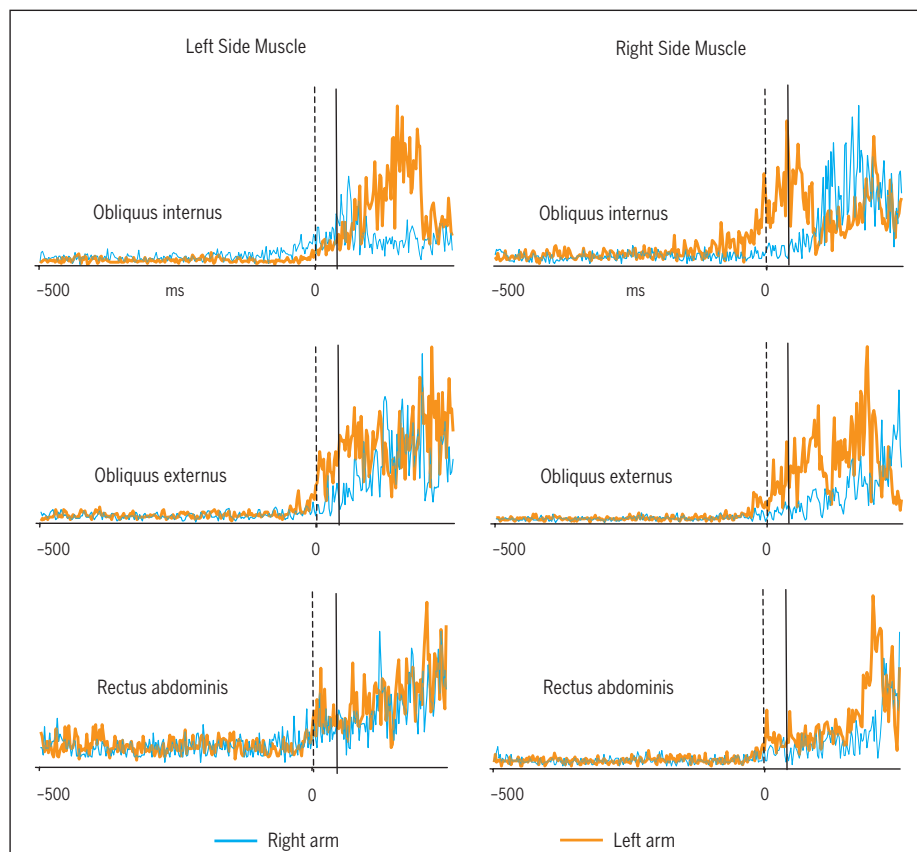 Left Side Muscle
Right Side Muscle
Obliquus internus
Obliquus internus
−500 ms 0
−500 ms 0
Obliquus externus
Obliquus externus
−500 0
−500 0
Rectus abdominis
Rectus abdominis
−500 0
−500 0
Right arm
Left arm